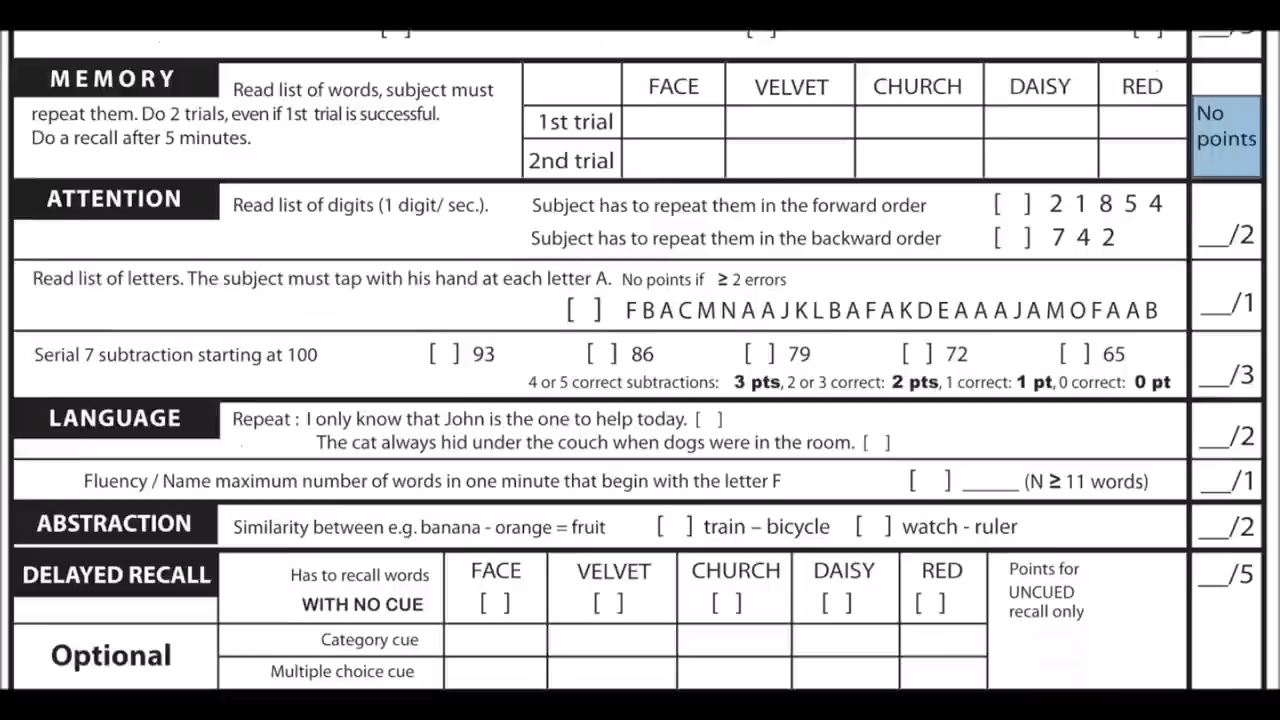 MEMORY
Read list of words, subject must
repeat them. Do 2 trials, even if 1st trial is successful.
Do a recall after 5 minutes.
FACE VELVET CHURCH DAISY RED
1st trial
2nd trial
No
points
ATTENTION
Read list of digits (1 digit/ sec.).
Subject has to repeat them in the forward order [ ] 2 1 8 5 4
Subject has to repeat them in the backward order [ ] 7 4 2
__/2
Read list of letters. The subject must tap with his hand at each letter A. No points if ≥ 2 errors
[ ] F B A C M N A A J K L B A F A K D E A A A J A M O F A A B
__/1
Serial 7 subtraction starting at 100 [ ] 93 [ ] 86 [ ] 79 [ ] 72 [ ] 65
4 or 5 correct subtractions: 3 pts, 2 or 3 correct: 2 pts, 1 correct: 1 pt, 0 correct: 0 pt
__/3
LANGUAGE
Repeat : I only know that John is the one to help today. [ ]
The cat always hid under the couch when dogs were in the room. [ ]
__/2
Fluency / Name maximum number of words in one minute that begin with the letter F [ ] _____ (N ≥ 11 words)
__/1
ABSTRACTION
Similarity between e.g. banana - orange = fruit [ ] train – bicycle [ ] watch - ruler
__/2
DELAYED RECALL
Has to recall words
WITH NO CUE
FACE VELVET CHURCH DAISY RED
[ ] [ ] [ ] [ ] [ ]
Points for
UNCUED
recall only
__/5
Optional
Category cue
Multiple choice cue